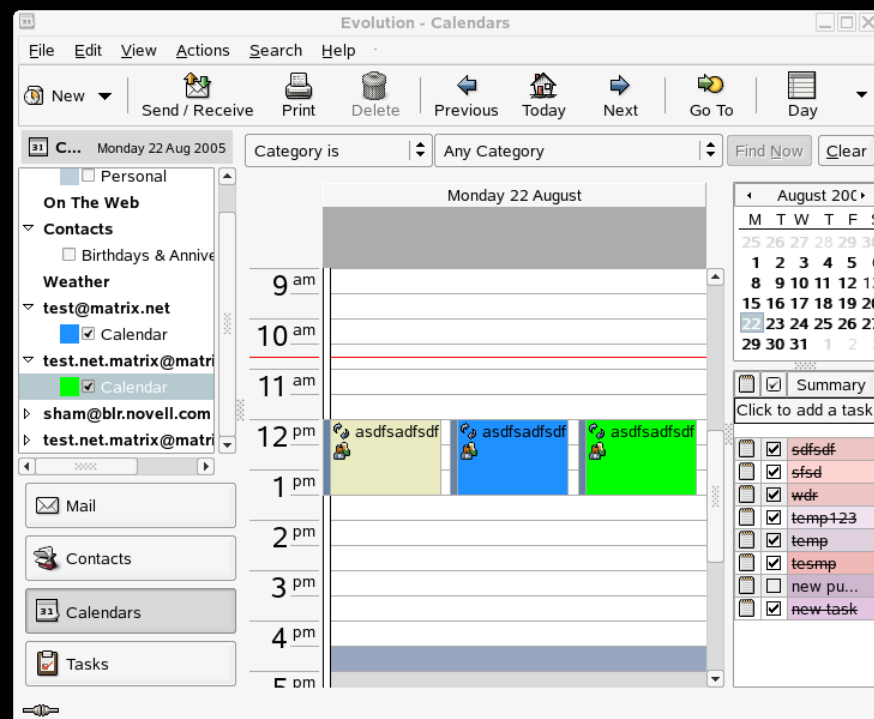 Evolution - Calendars
File Edit View Actions Search Help
New Send / Receive Print Delete Previous Today Next Go To Day
31 C... Monday 22 Aug 2005 Category is Any Category Find Now Clear
Personal
On The Web
Contacts
Birthdays & Annive
Weather
test@matrix.net
Calendar
test.net.matrix@matri
Calendar
sham@blr.novell.com
test.net.matrix@matri
Mail
Contacts
31 Calendars
Tasks
Monday 22 August
9 am
10 am
11 am
12 pm
asdfsadfsdf asdfsadfsdf asdfsadfsdf
1 pm
2 pm
3 pm
4 pm
5 pm
August 200
M T W T F S
25 26 27 28 29 30
1 2 3 4 5 6
8 9 10 11 12 13
15 16 17 18 19 20
22 23 24 25 26 27
29 30 31 1 2
Summary
Click to add a task
sdfsdf
sfsd
wdr
temp123
temp
tesmp
new pu...
new task